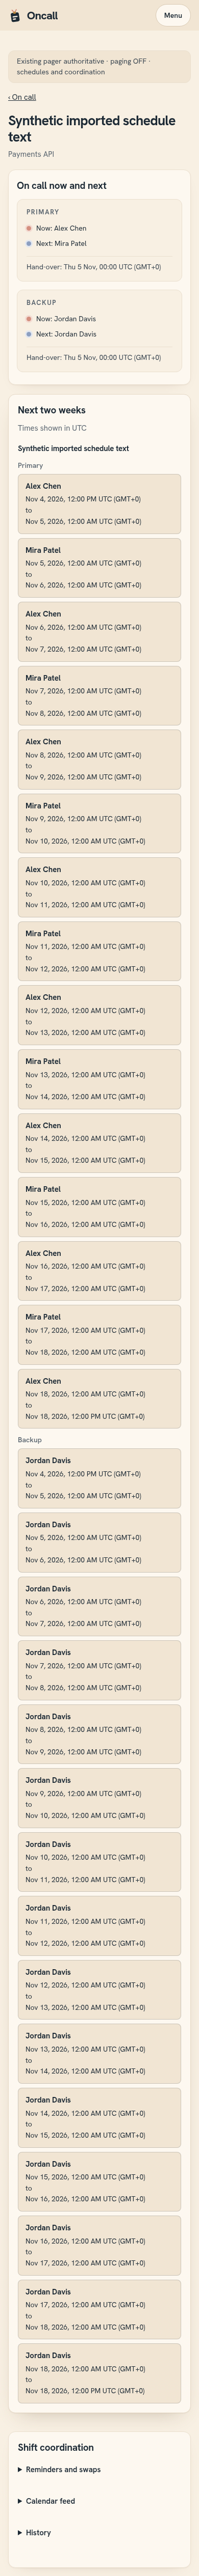 Oncall
Menu
Existing pager authoritative · paging OFF ·
schedules and coordination
‹ On call
Synthetic imported schedule
text
Payments API
On call now and next
PRIMARY
Now: Alex Chen
Next: Mira Patel
Hand-over: Thu 5 Nov, 00:00 UTC (GMT+0)
BACKUP
Now: Jordan Davis
Next: Jordan Davis
Hand-over: Thu 5 Nov, 00:00 UTC (GMT+0)
Next two weeks
Times shown in UTC
Synthetic imported schedule text
Primary
Alex Chen
Nov 4, 2026, 12:00 PM UTC (GMT+0)
to
Nov 5, 2026, 12:00 AM UTC (GMT+0)
Mira Patel
Nov 5, 2026, 12:00 AM UTC (GMT+0)
to
Nov 6, 2026, 12:00 AM UTC (GMT+0)
Alex Chen
Nov 6, 2026, 12:00 AM UTC (GMT+0)
to
Nov 7, 2026, 12:00 AM UTC (GMT+0)
Mira Patel
Nov 7, 2026, 12:00 AM UTC (GMT+0)
to
Nov 8, 2026, 12:00 AM UTC (GMT+0)
Alex Chen
Nov 8, 2026, 12:00 AM UTC (GMT+0)
to
Nov 9, 2026, 12:00 AM UTC (GMT+0)
Mira Patel
Nov 9, 2026, 12:00 AM UTC (GMT+0)
to
Nov 10, 2026, 12:00 AM UTC (GMT+0)
Alex Chen
Nov 10, 2026, 12:00 AM UTC (GMT+0)
to
Nov 11, 2026, 12:00 AM UTC (GMT+0)
Mira Patel
Nov 11, 2026, 12:00 AM UTC (GMT+0)
to
Nov 12, 2026, 12:00 AM UTC (GMT+0)
Alex Chen
Nov 12, 2026, 12:00 AM UTC (GMT+0)
to
Nov 13, 2026, 12:00 AM UTC (GMT+0)
Mira Patel
Nov 13, 2026, 12:00 AM UTC (GMT+0)
to
Nov 14, 2026, 12:00 AM UTC (GMT+0)
Alex Chen
Nov 14, 2026, 12:00 AM UTC (GMT+0)
to
Nov 15, 2026, 12:00 AM UTC (GMT+0)
Mira Patel
Nov 15, 2026, 12:00 AM UTC (GMT+0)
to
Nov 16, 2026, 12:00 AM UTC (GMT+0)
Alex Chen
Nov 16, 2026, 12:00 AM UTC (GMT+0)
to
Nov 17, 2026, 12:00 AM UTC (GMT+0)
Mira Patel
Nov 17, 2026, 12:00 AM UTC (GMT+0)
to
Nov 18, 2026, 12:00 AM UTC (GMT+0)
Alex Chen
Nov 18, 2026, 12:00 AM UTC (GMT+0)
to
Nov 18, 2026, 12:00 PM UTC (GMT+0)
Backup
Jordan Davis
Nov 4, 2026, 12:00 PM UTC (GMT+0)
to
Nov 5, 2026, 12:00 AM UTC (GMT+0)
Jordan Davis
Nov 5, 2026, 12:00 AM UTC (GMT+0)
to
Nov 6, 2026, 12:00 AM UTC (GMT+0)
Jordan Davis
Nov 6, 2026, 12:00 AM UTC (GMT+0)
to
Nov 7, 2026, 12:00 AM UTC (GMT+0)
Jordan Davis
Nov 7, 2026, 12:00 AM UTC (GMT+0)
to
Nov 8, 2026, 12:00 AM UTC (GMT+0)
Jordan Davis
Nov 8, 2026, 12:00 AM UTC (GMT+0)
to
Nov 9, 2026, 12:00 AM UTC (GMT+0)
Jordan Davis
Nov 9, 2026, 12:00 AM UTC (GMT+0)
to
Nov 10, 2026, 12:00 AM UTC (GMT+0)
Jordan Davis
Nov 10, 2026, 12:00 AM UTC (GMT+0)
to
Nov 11, 2026, 12:00 AM UTC (GMT+0)
Jordan Davis
Nov 11, 2026, 12:00 AM UTC (GMT+0)
to
Nov 12, 2026, 12:00 AM UTC (GMT+0)
Jordan Davis
Nov 12, 2026, 12:00 AM UTC (GMT+0)
to
Nov 13, 2026, 12:00 AM UTC (GMT+0)
Jordan Davis
Nov 13, 2026, 12:00 AM UTC (GMT+0)
to
Nov 14, 2026, 12:00 AM UTC (GMT+0)
Jordan Davis
Nov 14, 2026, 12:00 AM UTC (GMT+0)
to
Nov 15, 2026, 12:00 AM UTC (GMT+0)
Jordan Davis
Nov 15, 2026, 12:00 AM UTC (GMT+0)
to
Nov 16, 2026, 12:00 AM UTC (GMT+0)
Jordan Davis
Nov 16, 2026, 12:00 AM UTC (GMT+0)
to
Nov 17, 2026, 12:00 AM UTC (GMT+0)
Jordan Davis
Nov 17, 2026, 12:00 AM UTC (GMT+0)
to
Nov 18, 2026, 12:00 AM UTC (GMT+0)
Jordan Davis
Nov 18, 2026, 12:00 AM UTC (GMT+0)
to
Nov 18, 2026, 12:00 PM UTC (GMT+0)
Shift coordination
Reminders and swaps
Calendar feed
History